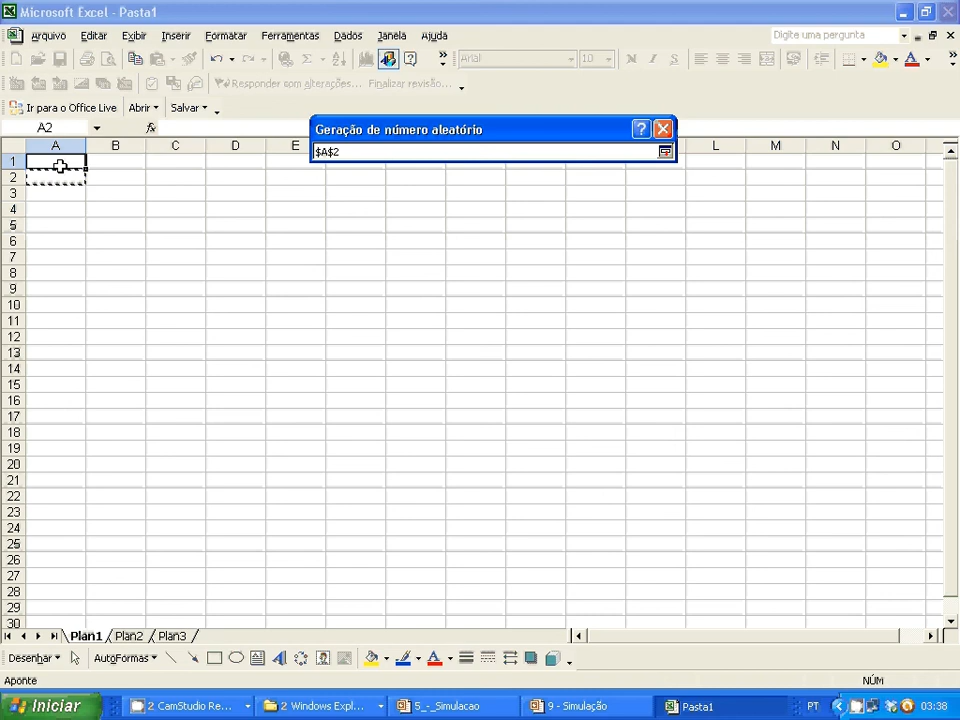 Microsoft Excel - Pasta1
Arquivo Editar Exibir Inserir Formatar Ferramentas Dados Janela Ajuda Digite uma pergunta
Arial 10 N I S
Responder com alterações... Finalizar revisão...
Ir para o Office Live Abrir Salvar
A2 fx
Geração de número aleatório
$A$2
A B C D E L M N O
1
2
3
4
5
6
7
8
9
10
11
12
13
14
15
16
17
18
19
20
21
22
23
24
25
26
27
28
29
30
Plan1 Plan2 Plan3
Desenhar AutoFormas
Aponte NÚM
Iniciar 2 CamStudio Re... 2 Windows Expl... 5_-_Simulacao 9 - Simulação Pasta1 PT 03:38